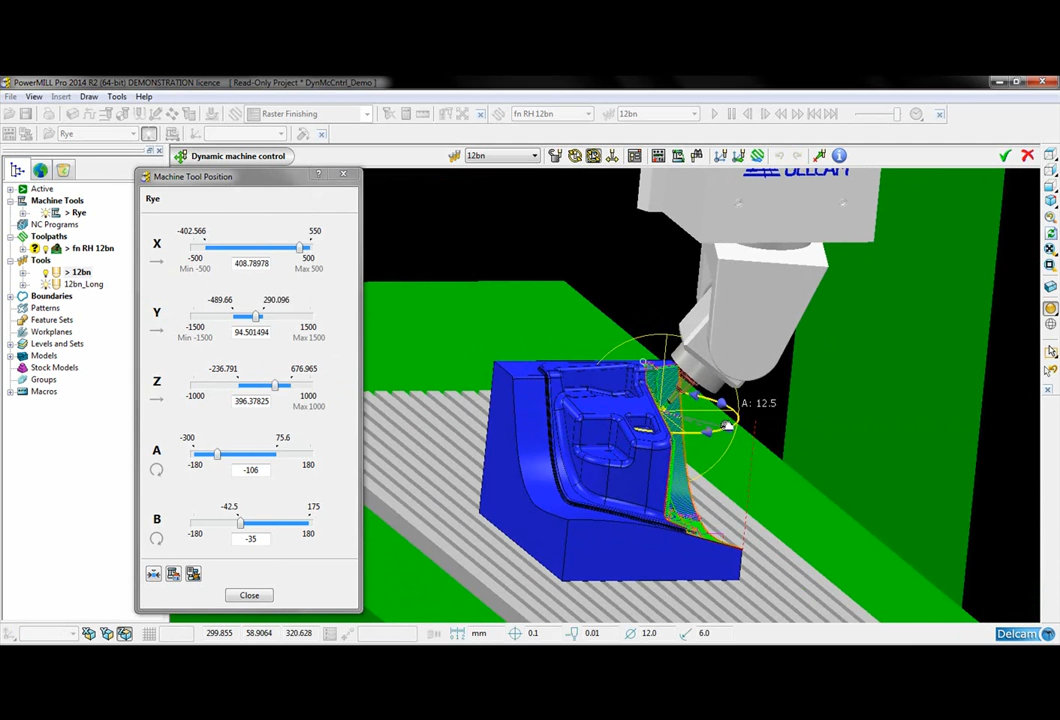 PowerMILL Pro 2014 R2 (64-bit) DEMONSTRATION licence [ Read-Only Project * DynMcCntrl_Demo ]
File View Insert Draw Tools Help
Raster Finishing fn RH 12bn 12bn
Rye
Dynamic machine control 12bn
Machine Tool Position
Rye
X
-402.566 550
-500 500
408.78978
Min -500 Max 500
Y
-489.66 290.096
-1500 1500
94.501494
Min -1500 Max 1500
Z
-236.791 676.965
-1000 1000
396.37825
Max 1000
A
-300 75.6
-180 180
-106
B
-42.5 175
-180 180
-35
Close
Active
Machine Tools
> Rye
NC Programs
Toolpaths
> fn RH 12bn
Tools
> 12bn
12bn_Long
Boundaries
Patterns
Feature Sets
Workplanes
Levels and Sets
Models
Stock Models
Groups
Macros
A: 12.5
299.855 58.9064 320.628 mm 0.1 0.01 12.0 6.0
Delcam